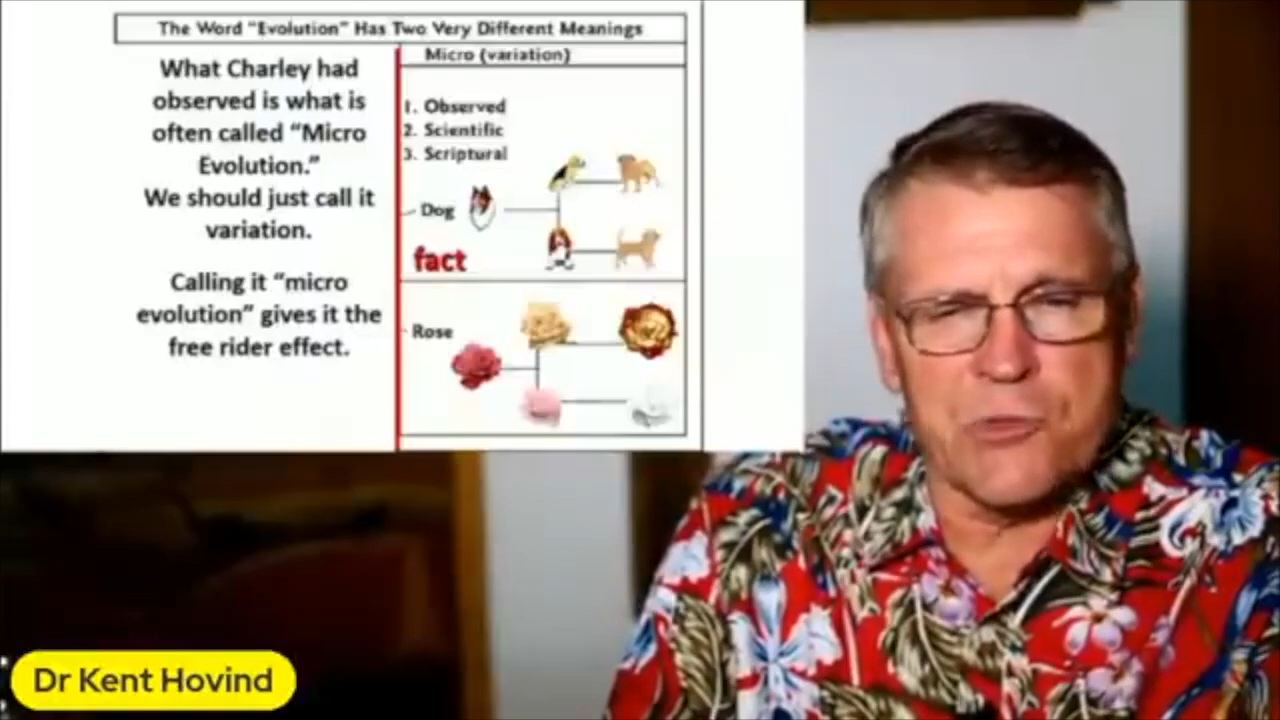 The Word "Evolution" Has Two Very Different Meanings
What Charley had
observed is what is
often called "Micro
Evolution."
We should just call it
variation.
Calling it "micro
evolution" gives it the
free rider effect.
Micro (variation)
1. Observed
2. Scientific
3. Scriptural
Dog
fact
Rose
Dr Kent Hovind